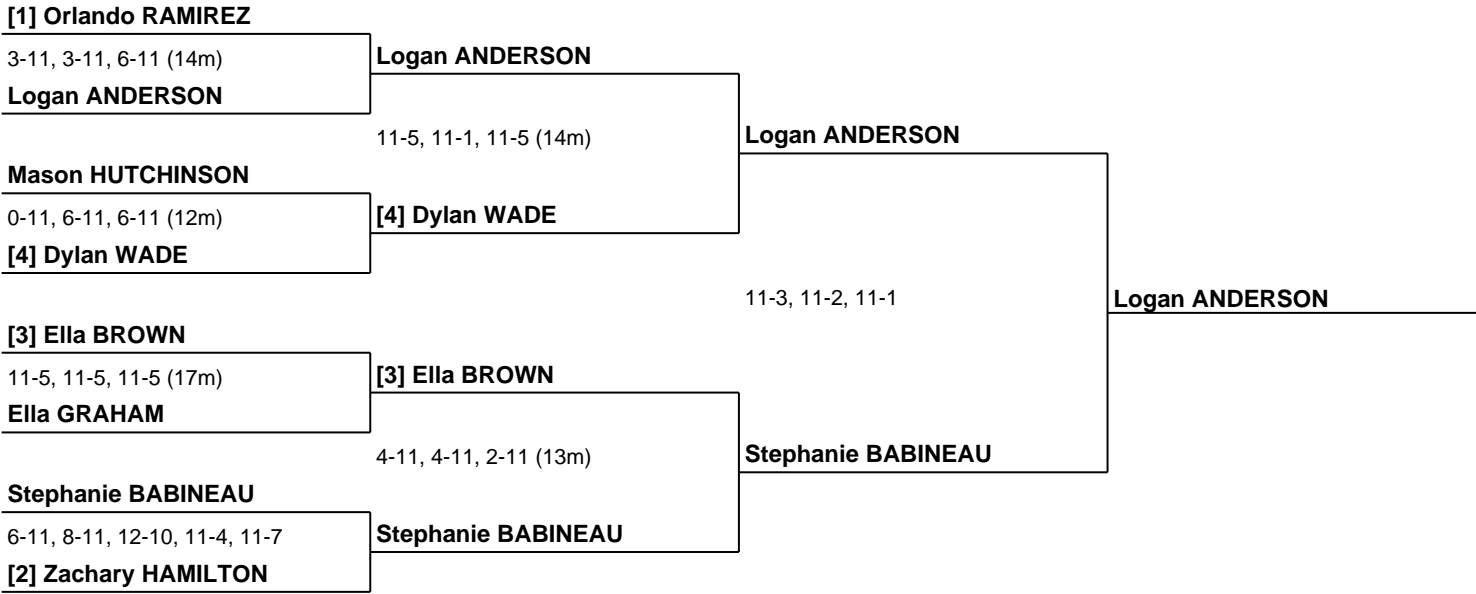 [1] Orlando RAMIREZ
3-11, 3-11, 6-11 (14m)
Logan ANDERSON
Logan ANDERSON
11-5, 11-1, 11-5 (14m)
Logan ANDERSON
Mason HUTCHINSON
0-11, 6-11, 6-11 (12m)
[4] Dylan WADE
[4] Dylan WADE
11-3, 11-2, 11-1
Logan ANDERSON
[3] Ella BROWN
11-5, 11-5, 11-5 (17m)
[3] Ella BROWN
Ella GRAHAM
4-11, 4-11, 2-11 (13m)
Stephanie BABINEAU
Stephanie BABINEAU
6-11, 8-11, 12-10, 11-4, 11-7
Stephanie BABINEAU
[2] Zachary HAMILTON